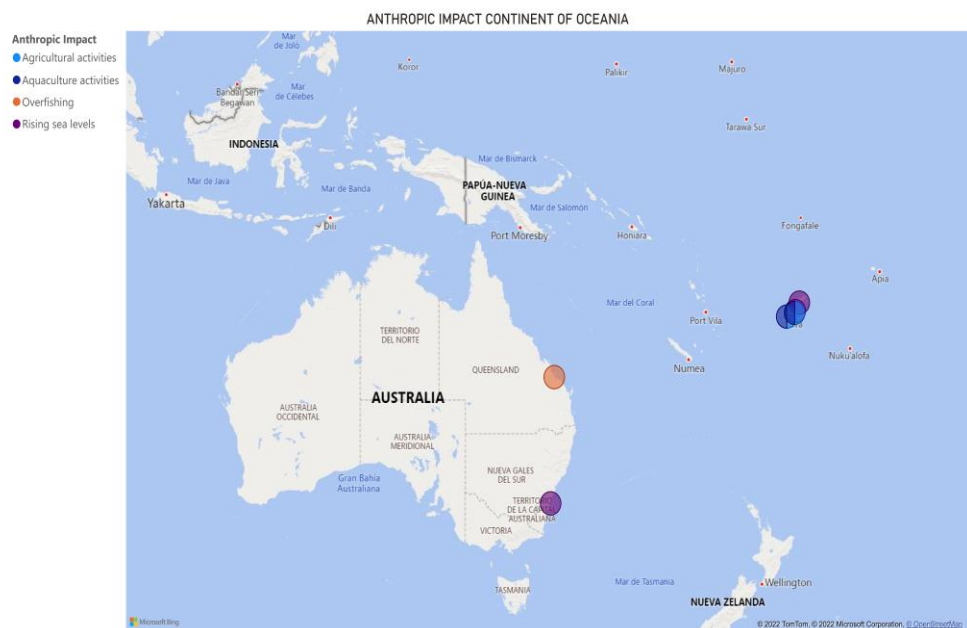 ANTHROPIC IMPACT CONTINENT OF OCEANIA
Anthropic Impact
Agricultural activities
Aquaculture activities
Overfishing
Rising sea levels
Mar
de Joló
Koror
Palikir
Majuro
Bandar Seri
Begawan
Mar
de Célebes
Tarawa Sur
INDONESIA
Mar de Bismarck
Mar de Java
Mar de Banda
PAPÚA-NUEVA
GUINEA
Mar de Salomón
Yakarta
Dili
Port Moresby
Honiara
Fongafale
Apia
Mar del Coral
Port Vila
TERRITORIO
DEL NORTE
Nuku'alofa
QUEENSLAND
Numea
AUSTRALIA
AUSTRALIA
OCCIDENTAL
AUSTRALIA
MERIDIONAL
Gran Bahía
Australiana
NUEVA GALES
DEL SUR
TERRITORIO
DE LA CAPITAL
AUSTRALIANA
VICTORIA
TASMANIA
Mar de Tasmania
Wellington
NUEVA ZELANDA
Microsoft Bing
© 2022 TomTom, © 2022 Microsoft Corporation, © OpenStreetMap